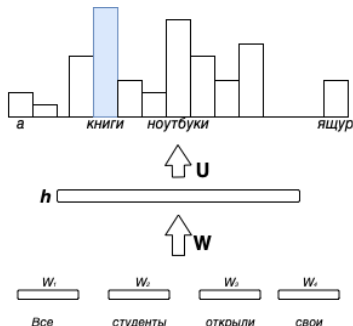 а книги ноутбуки ящур
U
h
W
W₁ W₂ W₃ W₄
Все студенты открыли свои